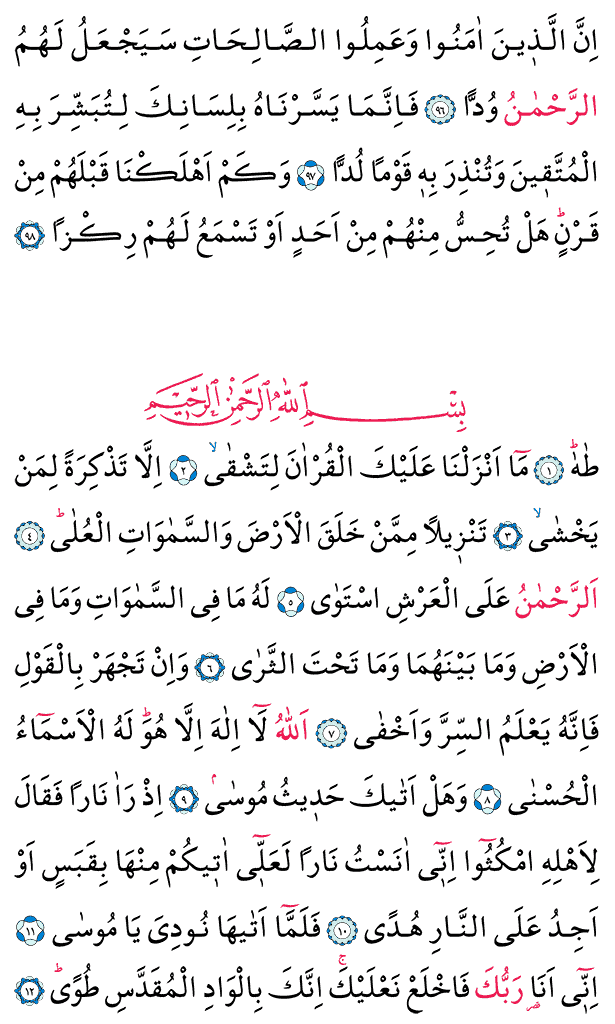 اِنَّ الَّذ۪ينَ اٰمَنُوا وَعَمِلُوا الصَّالِحَاتِ سَيَجْعَلُ لَهُمُ
الرَّحْمٰنُ وُدًّا ﴿٩٦﴾ فَاِنَّمَا يَسَّرْنَاهُ بِلِسَانِكَ لِتُبَشِّرَ بِهِ
الْمُتَّق۪ينَ وَتُنْذِرَ بِه۪ قَوْمًا لُدًّا ﴿٩٧﴾ وَكَمْ اَهْلَكْنَا قَبْلَهُمْ مِنْ
قَرْنٍۜ هَلْ تُحِسُّ مِنْهُمْ مِنْ اَحَدٍ اَوْ تَسْمَعُ لَهُمْ رِكْزًا ﴿٩٨﴾
بِسْمِ اللّٰهِ الرَّحْمٰنِ الرَّح۪يمِ
طٰهٰۜ ﴿١﴾ مَٓا اَنْزَلْنَا عَلَيْكَ الْقُرْاٰنَ لِتَشْقٰىۙ ﴿٢﴾ اِلَّا تَذْكِرَةً لِمَنْ
يَخْشٰىۙ ﴿٣﴾ تَنْز۪يلًا مِمَّنْ خَلَقَ الْاَرْضَ وَالسَّمٰوَاتِ الْعُلٰىۜ ﴿٤﴾
اَلرَّحْمٰنُ عَلَى الْعَرْشِ اسْتَوٰى ﴿٥﴾ لَهُ مَا فِي السَّمٰوَاتِ وَمَا فِي
الْاَرْضِ وَمَا بَيْنَهُمَا وَمَا تَحْتَ الثَّرٰى ﴿٦﴾ وَاِنْ تَجْهَرْ بِالْقَوْلِ
فَاِنَّهُ يَعْلَمُ السِّرَّ وَاَخْفٰى ﴿٧﴾ اَللّٰهُ لَٓا اِلٰهَ اِلَّا هُوَۜ لَهُ الْاَسْمَٓاءُ
الْحُسْنٰى ﴿٨﴾ وَهَلْ اَتٰيكَ حَد۪يثُ مُوسٰىۢ ﴿٩﴾ اِذْ رَاٰ نَارًا فَقَالَ
لِاَهْلِهِ امْكُثُٓوا اِنّ۪ٓي اٰنَسْتُ نَارًا لَعَلّ۪ٓي اٰت۪يكُمْ مِنْهَا بِقَبَسٍ اَوْ
اَجِدُ عَلَى النَّارِ هُدًى ﴿١٠﴾ فَلَمَّٓا اَتٰيهَا نُودِيَ يَا مُوسٰى ﴿١١﴾
اِنّ۪ٓي اَنَا۬ رَبُّكَ فَاخْلَعْ نَعْلَيْكَۚ اِنَّكَ بِالْوَادِ الْمُقَدَّسِ طُوًىۜ ﴿١٢﴾